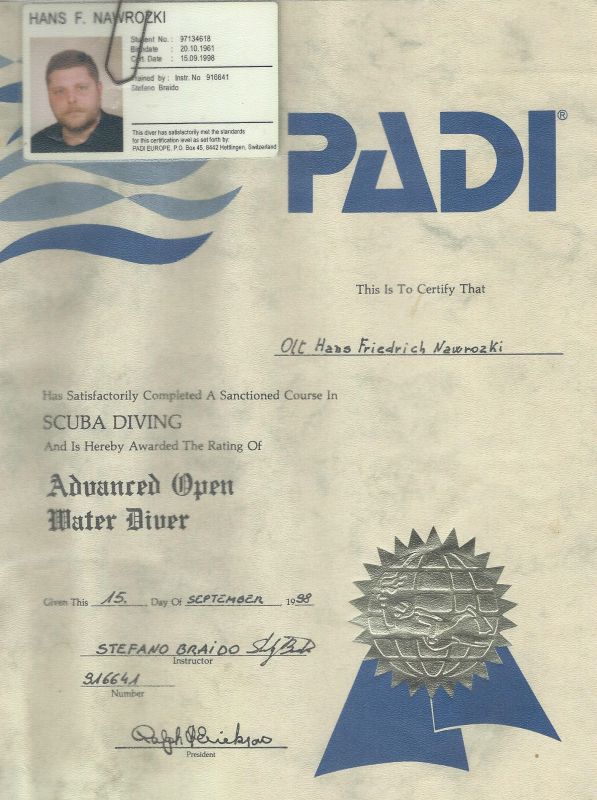 HANS F. NAWROZKI
Student No. : 97134618
Birthdate : 20.10.1961
Cert. Date : 15.09.1998
Trained by : Instr. No 916641
Stefano Braido
This diver has satisfactorily met the standards
for this certification level as set forth by:
PADI EUROPE, P.O. Box 45, 8442 Hettlingen, Switzerland
PADI®
This Is To Certify That
Olt Hans Friedrich Nawrozki
Has Satisfactorily Completed A Sanctioned Course In
SCUBA DIVING
And Is Hereby Awarded The Rating Of
Advanced Open
Water Diver
Given This 15. Day Of SEPTEMBER, 1998
STEFANO BRAIDO
Instructor
916641
Number
President